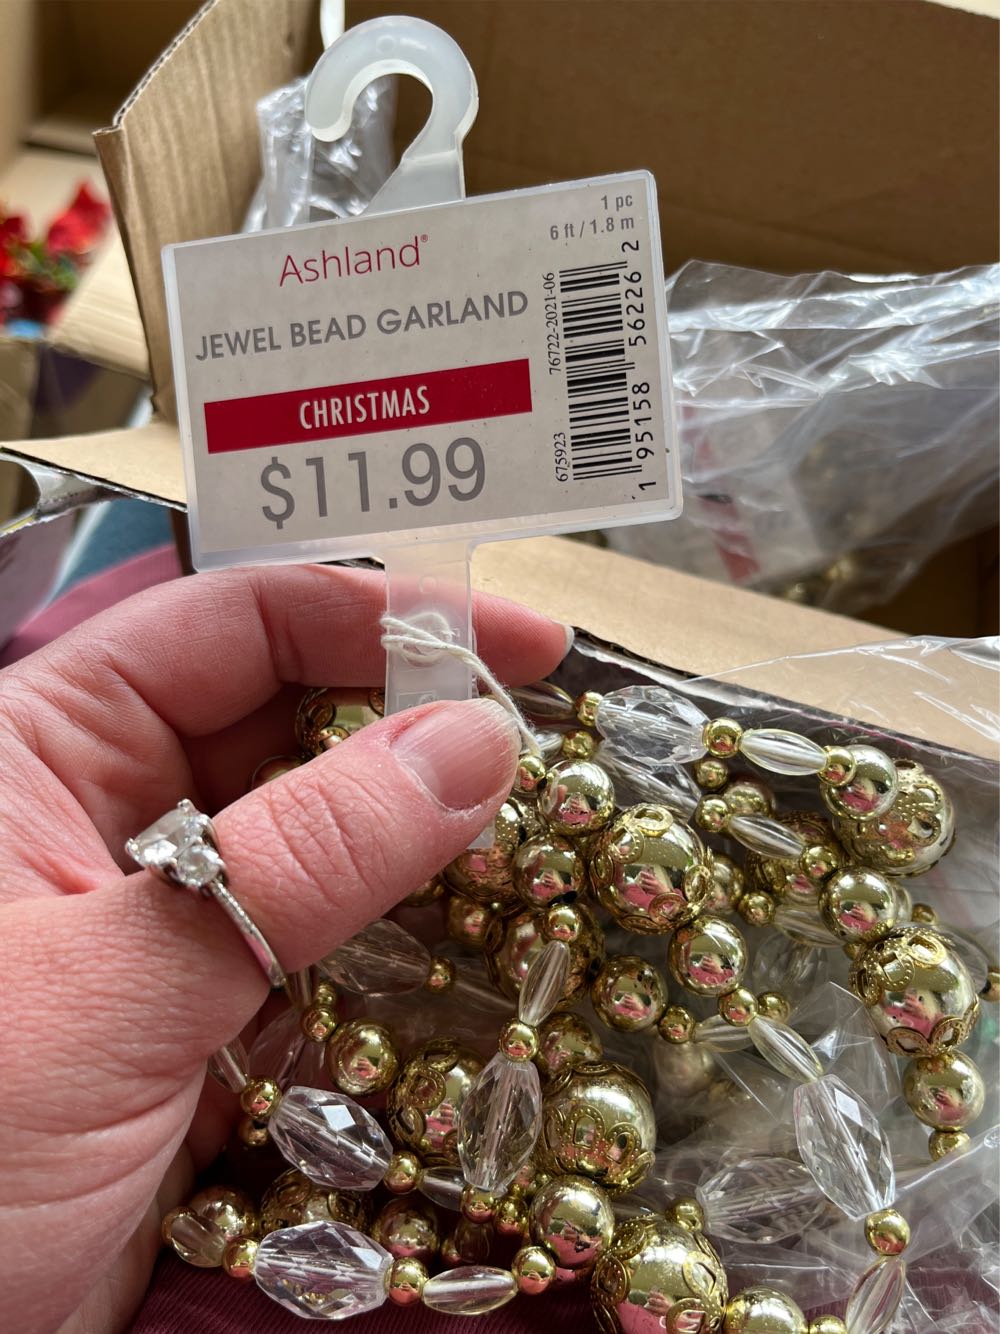 1 pc
6 ft / 1.8 m
Ashland®
JEWEL BEAD GARLAND
CHRISTMAS
$11.99
76722-2021-06
675923
1 95158 56226 2